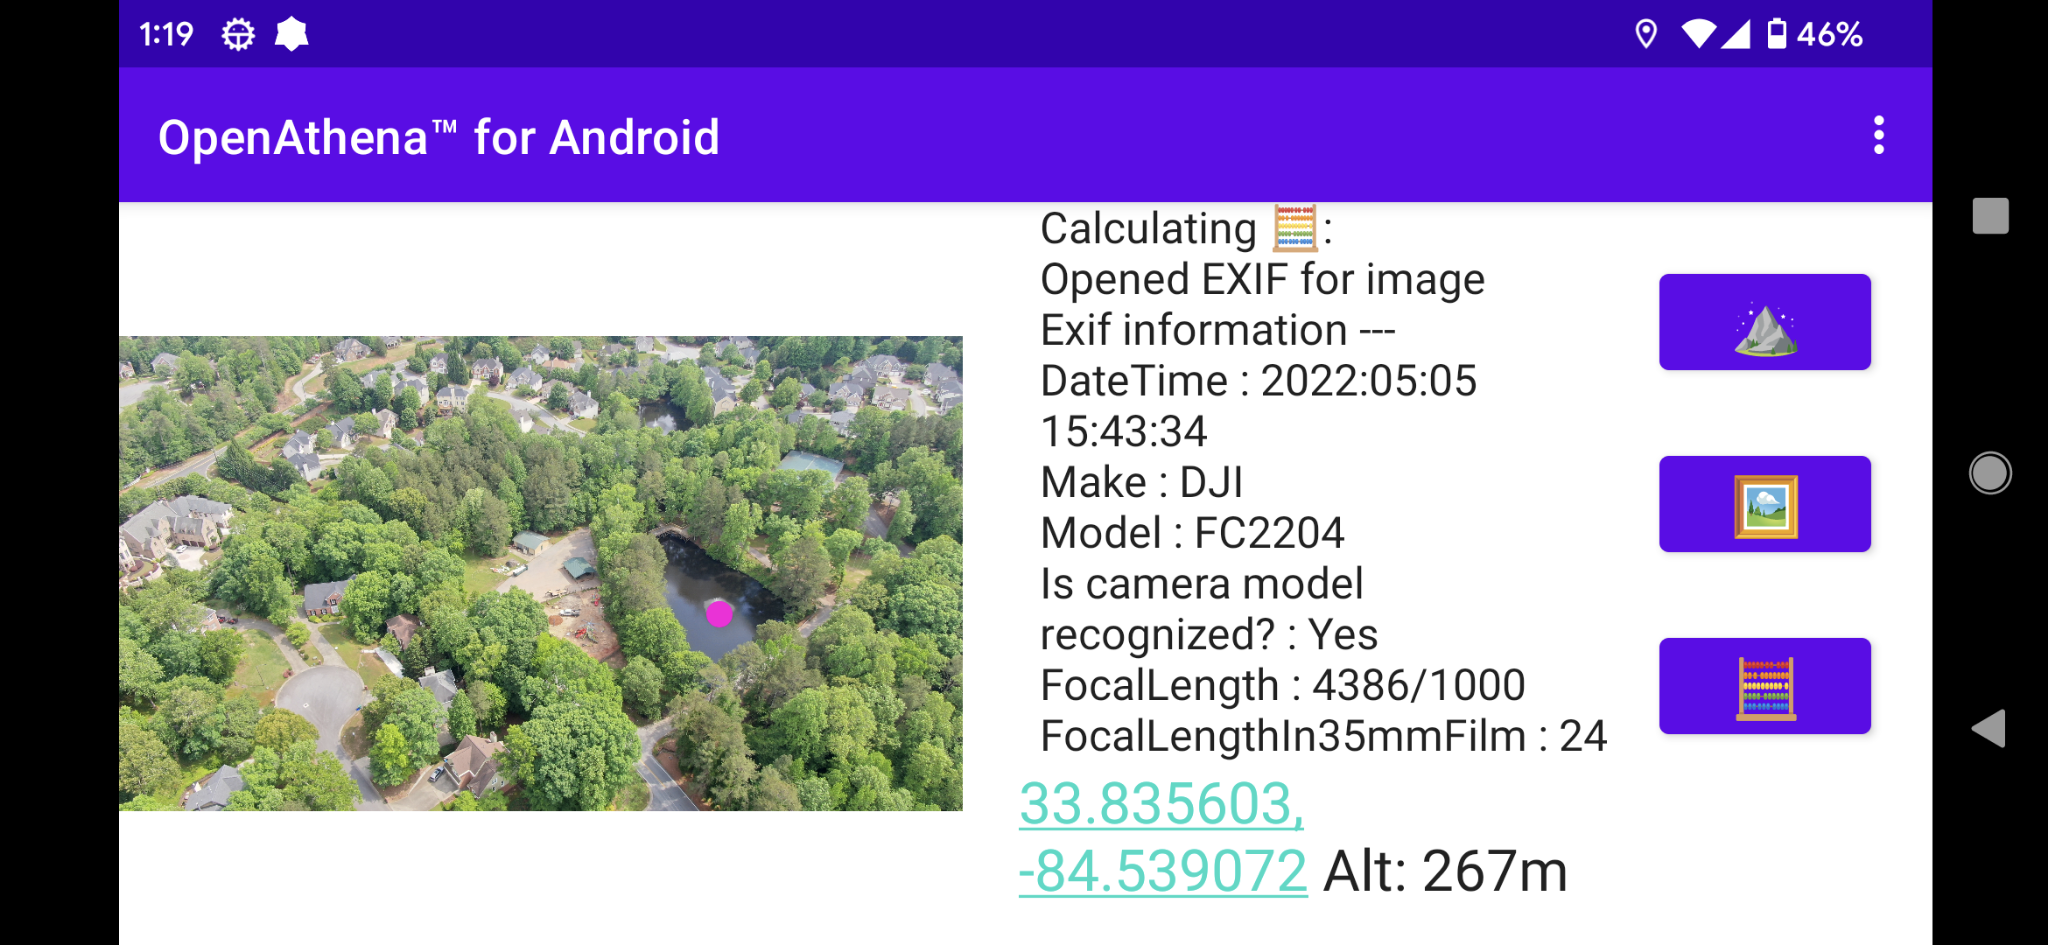 1:19
46%
OpenAthena™ for Android
Calculating 🧮:
Opened EXIF for image
Exif information ---
DateTime : 2022:05:05
15:43:34
Make : DJI
Model : FC2204
Is camera model
recognized? : Yes
FocalLength : 4386/1000
FocalLengthIn35mmFilm : 24
33.835603,
-84.539072 Alt: 267m